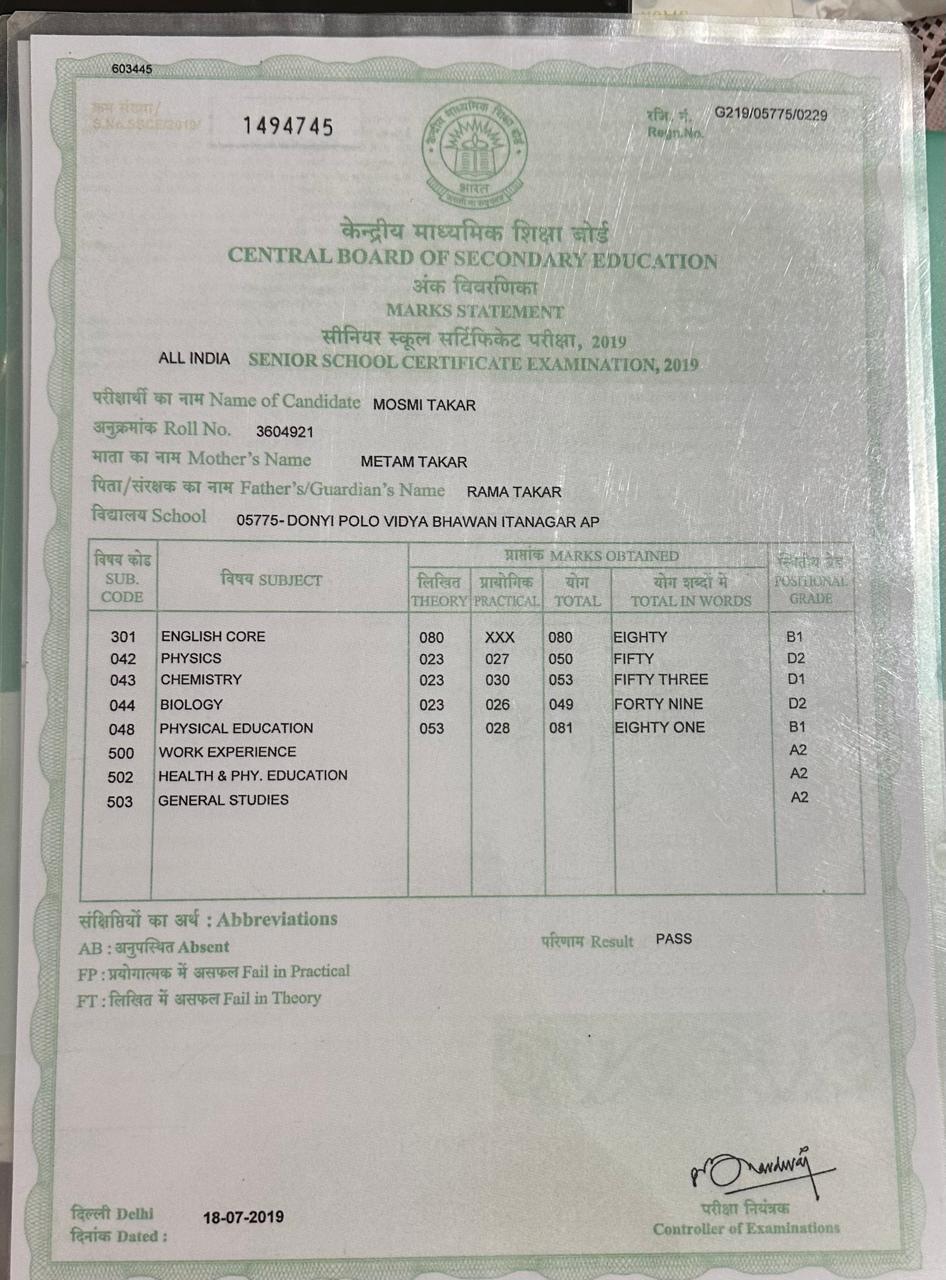 603445
क्रम संख्या/
S.No.SSCE/2019/
1494745
रजि. नं.
Regn.No.
G219/05775/0229
केन्द्रीय माध्यमिक शिक्षा बोर्ड
भारत
केन्द्रीय माध्यमिक शिक्षा बोर्ड
CENTRAL BOARD OF SECONDARY EDUCATION
अंक विवरणिका
MARKS STATEMENT
सीनियर स्कूल सर्टिफिकेट परीक्षा, 2019
ALL INDIA SENIOR SCHOOL CERTIFICATE EXAMINATION, 2019
परीक्षार्थी का नाम Name of Candidate MOSMI TAKAR
अनुक्रमांक Roll No. 3604921
माता का नाम Mother's Name METAM TAKAR
पिता/संरक्षक का नाम Father's/Guardian's Name RAMA TAKAR
विद्यालय School 05775- DONYI POLO VIDYA BHAWAN ITANAGAR AP
विषय कोड SUB. CODE
विषय SUBJECT
प्राप्तांक MARKS OBTAINED
लिखित THEORY
प्रायोगिक PRACTICAL
योग TOTAL
योग शब्दों में TOTAL IN WORDS
स्थितीय ग्रेड POSITIONAL GRADE
301 ENGLISH CORE 080 XXX 080 EIGHTY B1
042 PHYSICS 023 027 050 FIFTY D2
043 CHEMISTRY 023 030 053 FIFTY THREE D1
044 BIOLOGY 023 026 049 FORTY NINE D2
048 PHYSICAL EDUCATION 053 028 081 EIGHTY ONE B1
500 WORK EXPERIENCE A2
502 HEALTH & PHY. EDUCATION A2
503 GENERAL STUDIES A2
संक्षिप्तियों का अर्थ : Abbreviations
AB : अनुपस्थित Absent
परिणाम Result PASS
FP : प्रयोगात्मक में असफल Fail in Practical
FT : लिखित में असफल Fail in Theory
दिल्ली Delhi
दिनांक Dated : 18-07-2019
परीक्षा नियंत्रक
Controller of Examinations